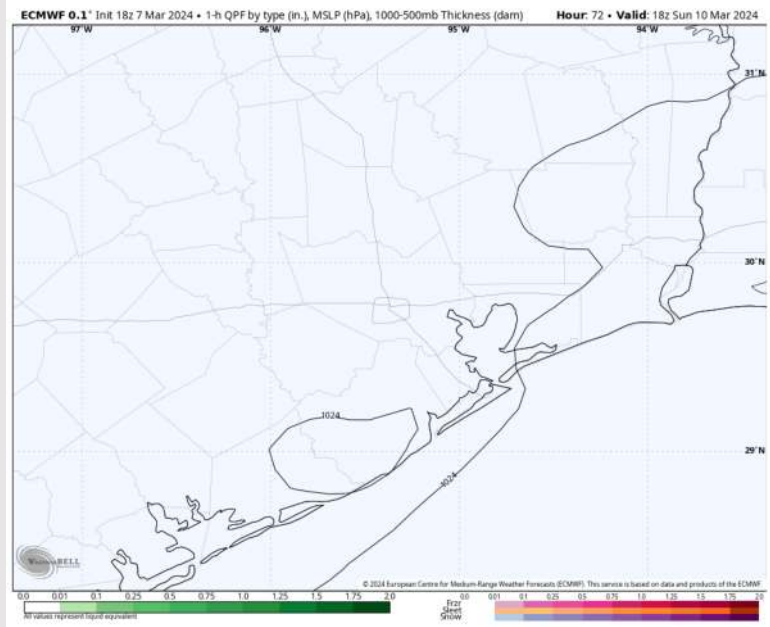 ECMWF 0.1° Init 18z 7 Mar 2024 • 1-h QPF by type (in.), MSLP (hPa), 1000-500mb Thickness (dam) Hour: 72 • Valid: 18z Sun 10 Mar 2024
97°W 96°W 95°W 94°W
31°N
30°N
1024
29°N
1024
WEATHERBELL
© 2024 European Centre for Medium-Range Weather Forecasts (ECMWF). This service is based on data and products of the ECMWF
0.0 0.01 0.1 0.25 0.5 0.75 1.0 1.25 1.5 1.75 2.0 0.0 0.01 0.1 0.25 0.5 0.75 1.0 1.25 1.5 1.75 2.0
All values represent liquid equivalent
Frzr
Sleet
Snow